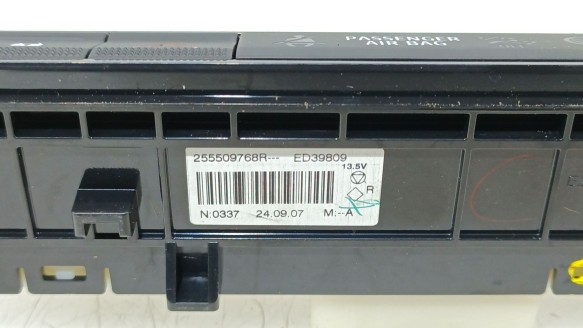 PASSENGER
AIR BAG
255509768R--- ED39809
13.5V
R
N:0337 24.09.07 M:-A